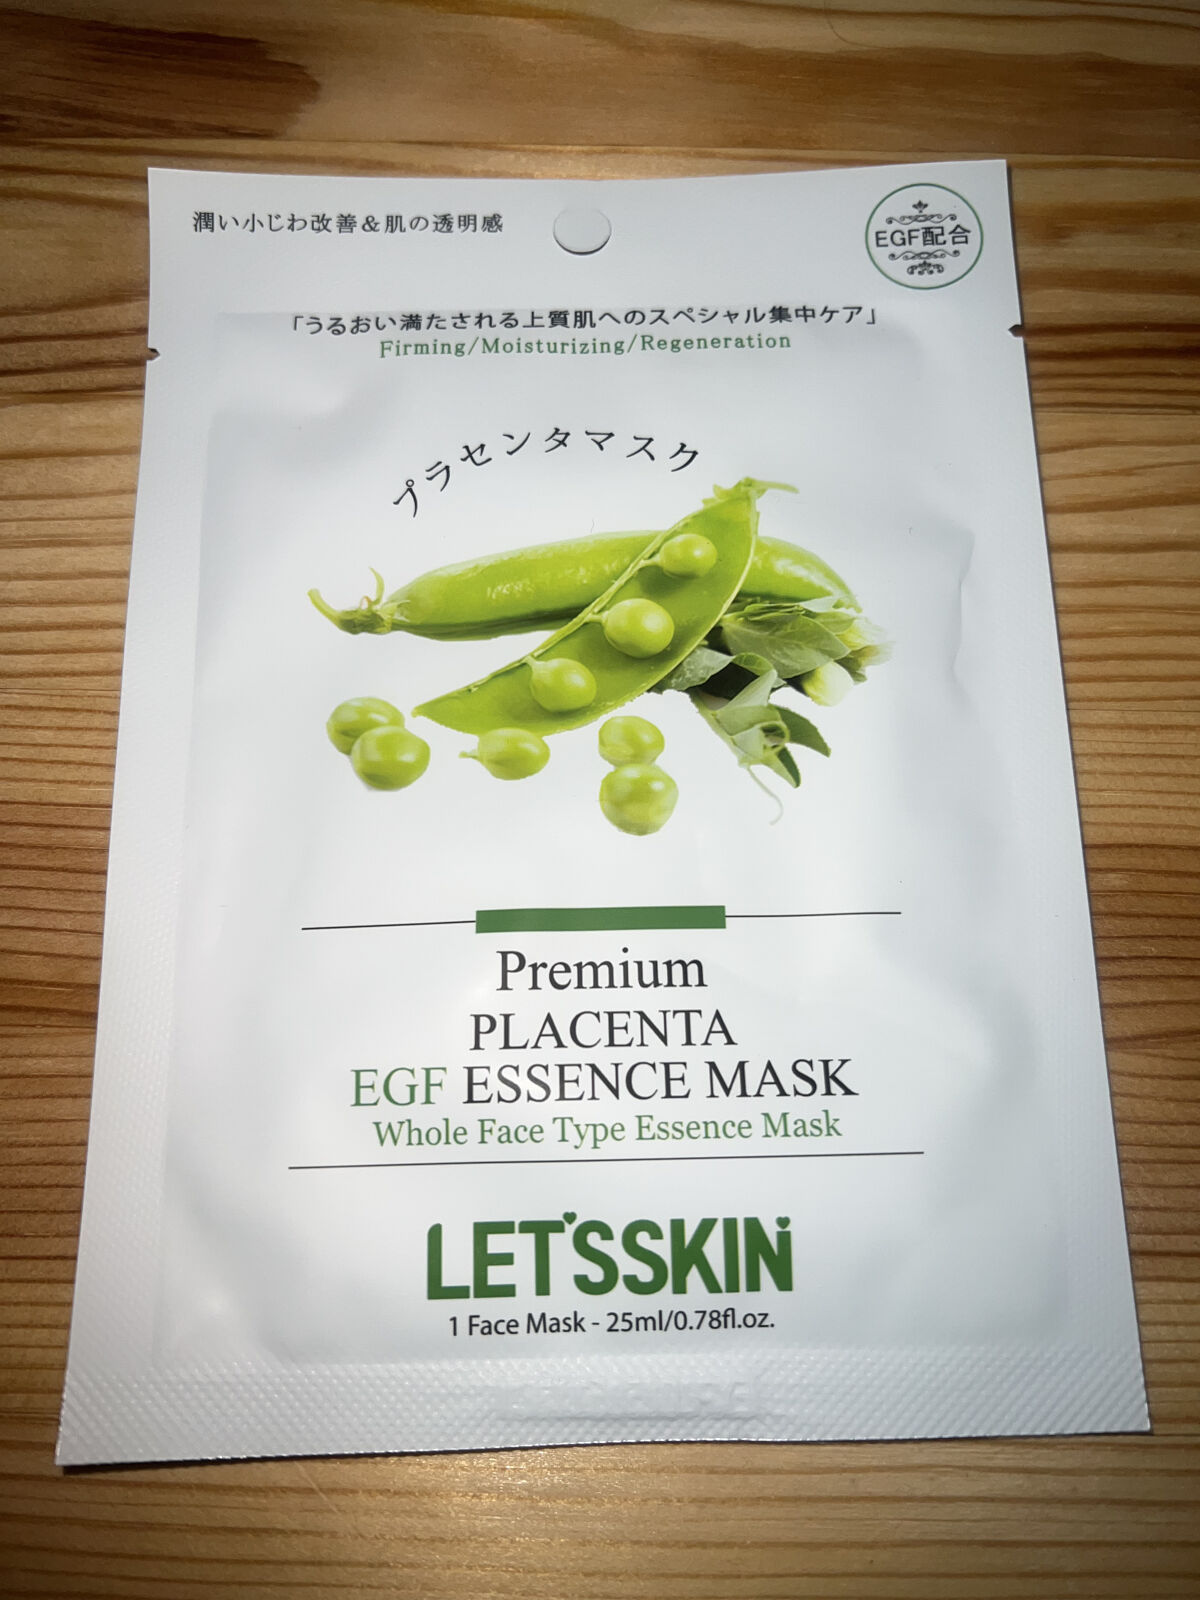 潤い小じわ改善&肌の透明感
EGF配合
「うるおい満たされる上質肌へのスペシャル集中ケア」
Firming/Moisturizing/Regeneration
プラセンタマスク
Premium
PLACENTA
EGF ESSENCE MASK
Whole Face Type Essence Mask
LET'SSKIN
1 Face Mask - 25ml/0.78fl.oz.